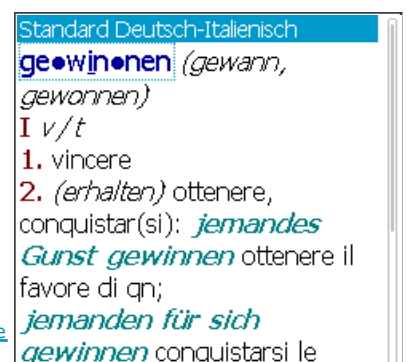 Standard Deutsch-Italienisch
ge•win•nen (gewann,
gewonnen)
I v/t
1. vincere
2. (erhalten) ottenere,
conquistar(si): jemandes
Gunst gewinnen ottenere il
favore di qn;
e jemanden für sich
gewinnen conquistarsi le